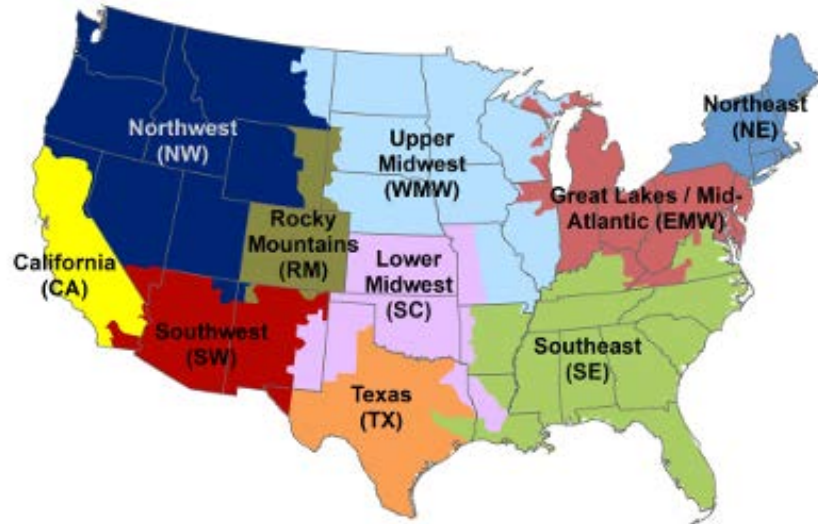 Northwest
(NW)
Upper
Midwest
(WMW)
Northeast
(NE)
Great Lakes / Mid-
Atlantic (EMW)
Rocky
Mountains
(RM)
California
(CA)
Lower
Midwest
(SC)
Southwest
(SW)
Southeast
(SE)
Texas
(TX)